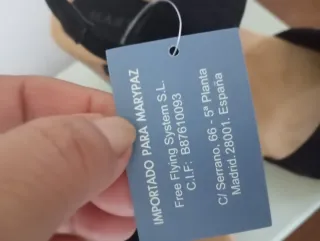 IMPORTADO PARA MARYPAZ
Free Flying System S.L.
C.I.F: B87610093
C/ Serrano, 66 - 5ª Planta
Madrid. 28001. España